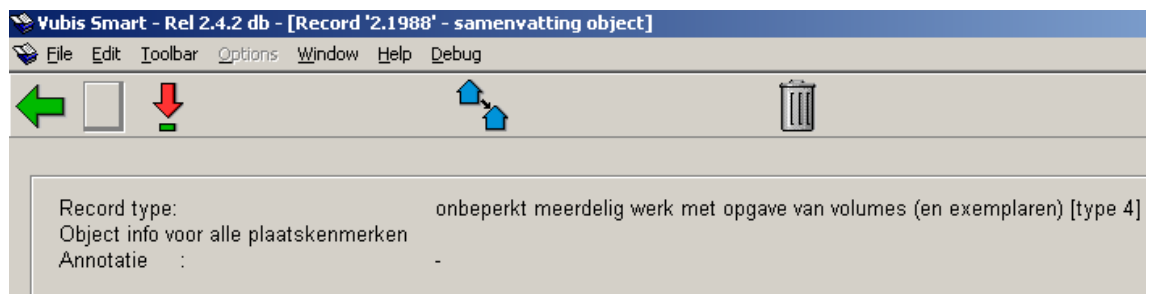 Vubis Smart - Rel 2.4.2 db - [Record '2.1988' - samenvatting object]
File Edit Toolbar Options Window Help Debug
Record type: onbeperkt meerdelig werk met opgave van volumes (en exemplaren) [type 4]
Object info voor alle plaatskenmerken
Annotatie : -